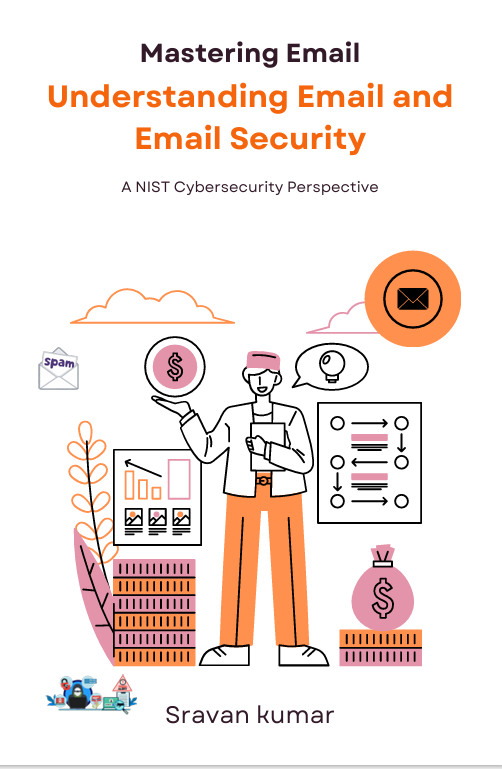 Mastering Email
Understanding Email and
Email Security
A NIST Cybersecurity Perspective
$
spam
$
Sravan kumar